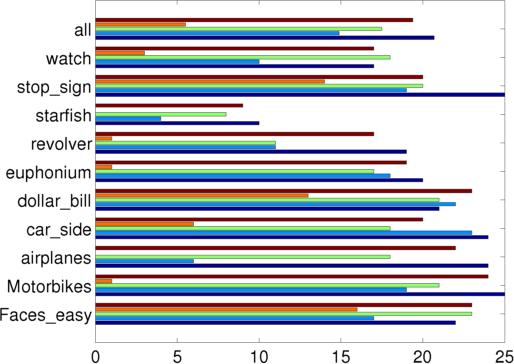 all
watch
stop_sign
starfish
revolver
euphonium
dollar_bill
car_side
airplanes
Motorbikes
Faces_easy
0 5 10 15 20 25